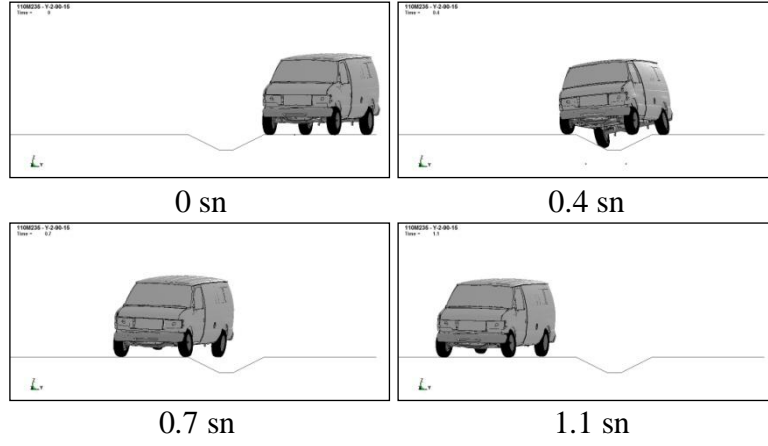 110M235 - Y-2-90-15
Time = 0
110M235 - Y-2-90-15
Time = 0.4
0 sn
0.4 sn
110M235 - Y-2-90-15
Time = 0.7
110M235 - Y-2-90-15
Time = 1.1
0.7 sn
1.1 sn